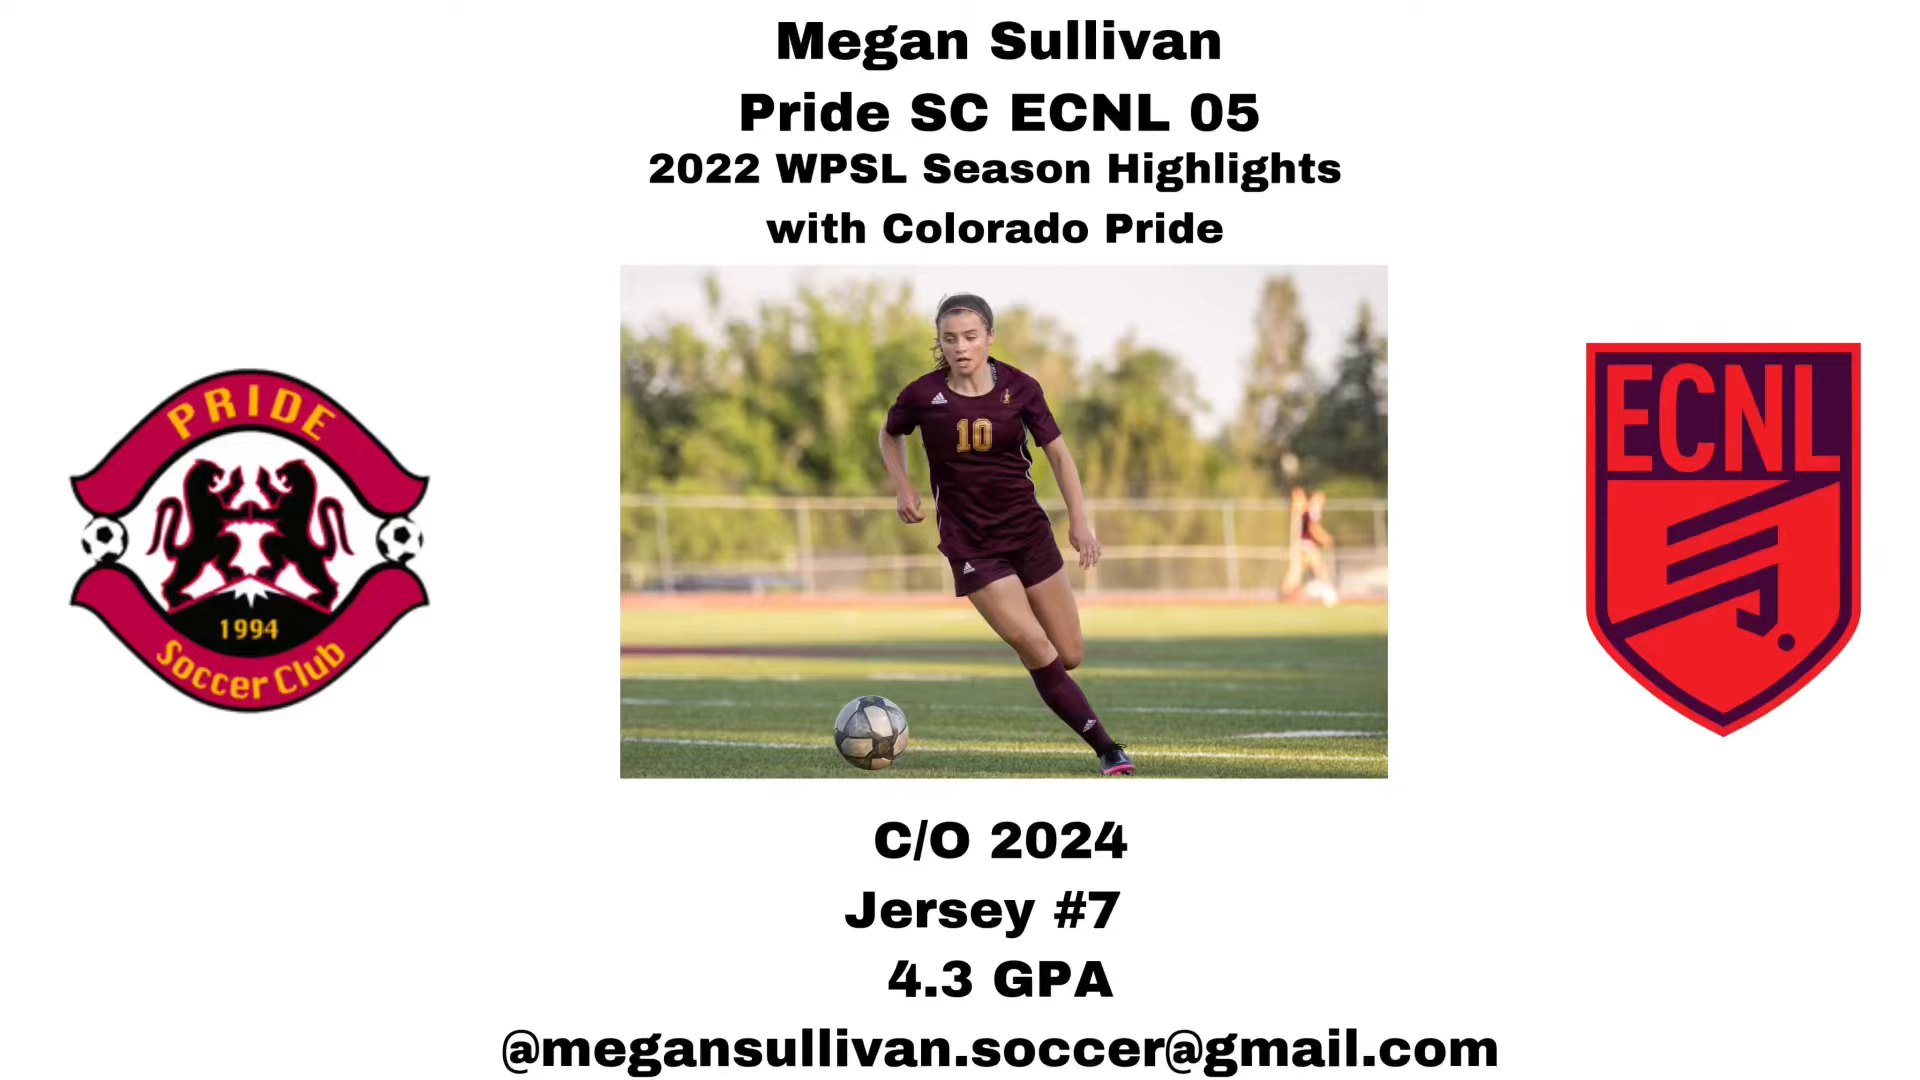 Megan Sullivan
Pride SC ECNL 05
2022 WPSL Season Highlights
with Colorado Pride
PRIDE
1994
Soccer Club
10
ECNL
C/O 2024
Jersey #7
4.3 GPA
@megansullivan.soccer@gmail.com